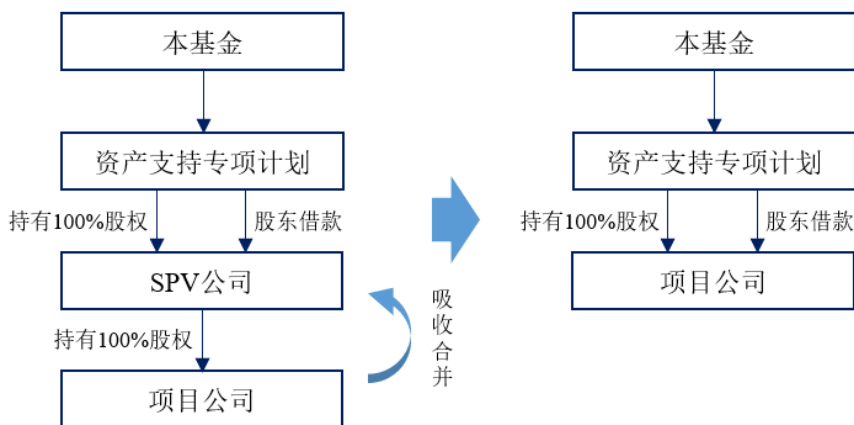 本基金
资产支持专项计划
持有100%股权
股东借款
SPV公司
持有100%股权
项目公司
吸收合并
本基金
资产支持专项计划
持有100%股权
股东借款
项目公司